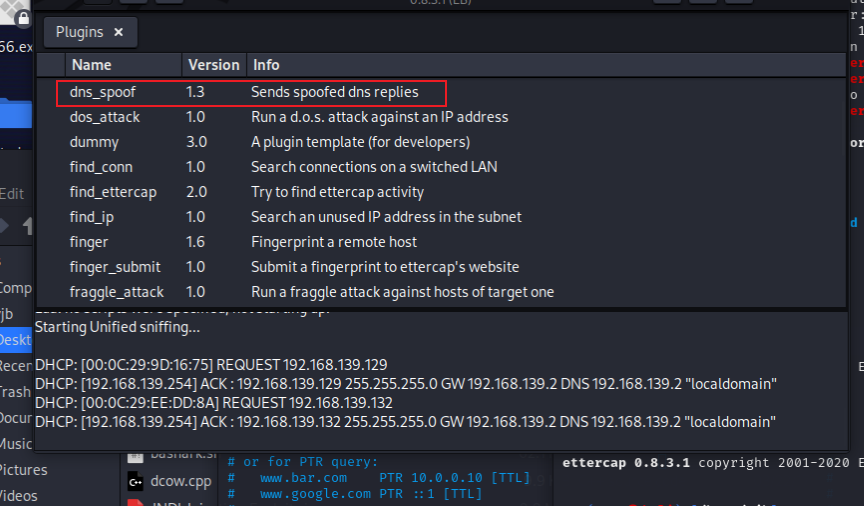 0.8.3.1 (EB)
Plugins ×
66.ex
Name Version Info
dns_spoof 1.3 Sends spoofed dns replies
dos_attack 1.0 Run a d.o.s. attack against an IP address
dummy 3.0 A plugin template (for developers)
find_conn 1.0 Search connections on a switched LAN
find_ettercap 2.0 Try to find ettercap activity
find_ip 1.0 Search an unused IP address in the subnet
finger 1.6 Fingerprint a remote host
finger_submit 1.0 Submit a fingerprint to ettercap's website
fraggle_attack 1.0 Run a fraggle attack against hosts of target one
Edit
Comp
jb
Deskt
Recen
Trash
Docur
Music
Pictures
Videos
Starting Unified sniffing...
DHCP: [00:0C:29:9D:16:75] REQUEST 192.168.139.129
DHCP: [192.168.139.254] ACK : 192.168.139.129 255.255.255.0 GW 192.168.139.2 DNS 192.168.139.2 "localdomain"
DHCP: [00:0C:29:EE:DD:8A] REQUEST 192.168.139.132
DHCP: [192.168.139.254] ACK : 192.168.139.132 255.255.255.0 GW 192.168.139.2 DNS 192.168.139.2 "localdomain"
dcow.cpp
# or for PTR query:
# www.bar.com PTR 10.0.0.10 [TTL]
# www.google.com PTR ::1 [TTL]
ettercap 0.8.3.1 copyright 2001-2020 E